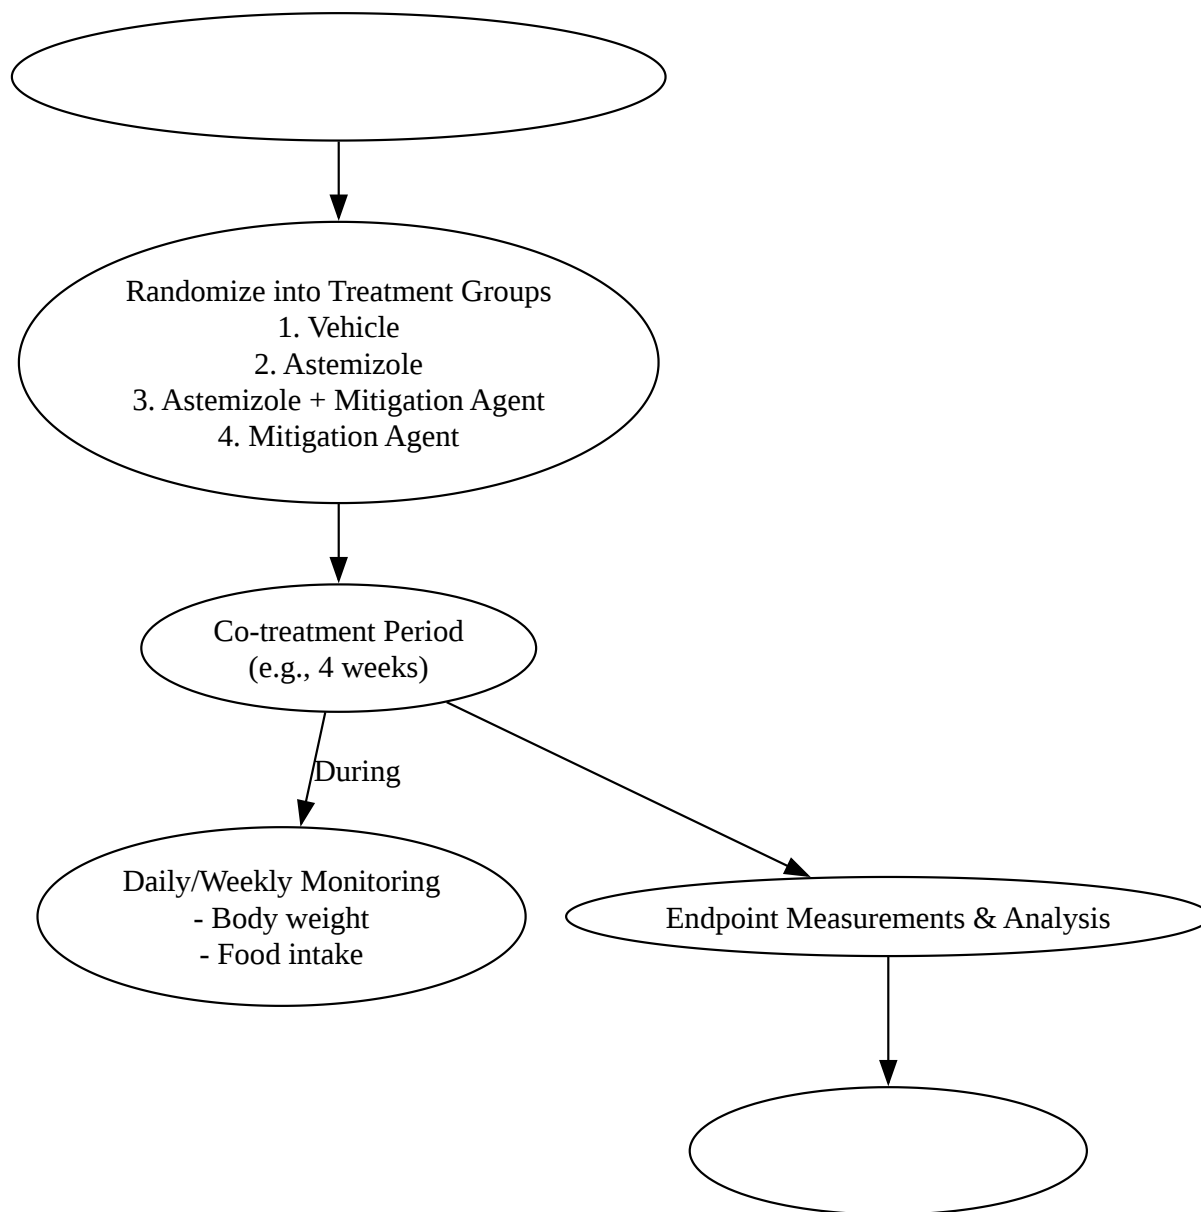 Randomize into Treatment Groups
1. Vehicle
2. Astemizole
3. Astemizole + Mitigation Agent
4. Mitigation Agent
Co-treatment Period
(e.g., 4 weeks)
During
Daily/Weekly Monitoring
- Body weight
- Food intake
Endpoint Measurements & Analysis